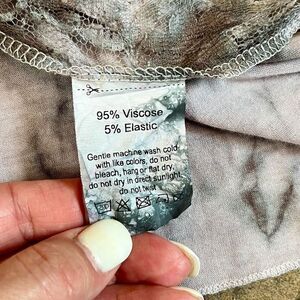 95% Viscose
5% Elastic
Gentle machine wash cold
with like colors, do not
bleach, hang or flat dry,
do not dry in direct sunlight
do not twist